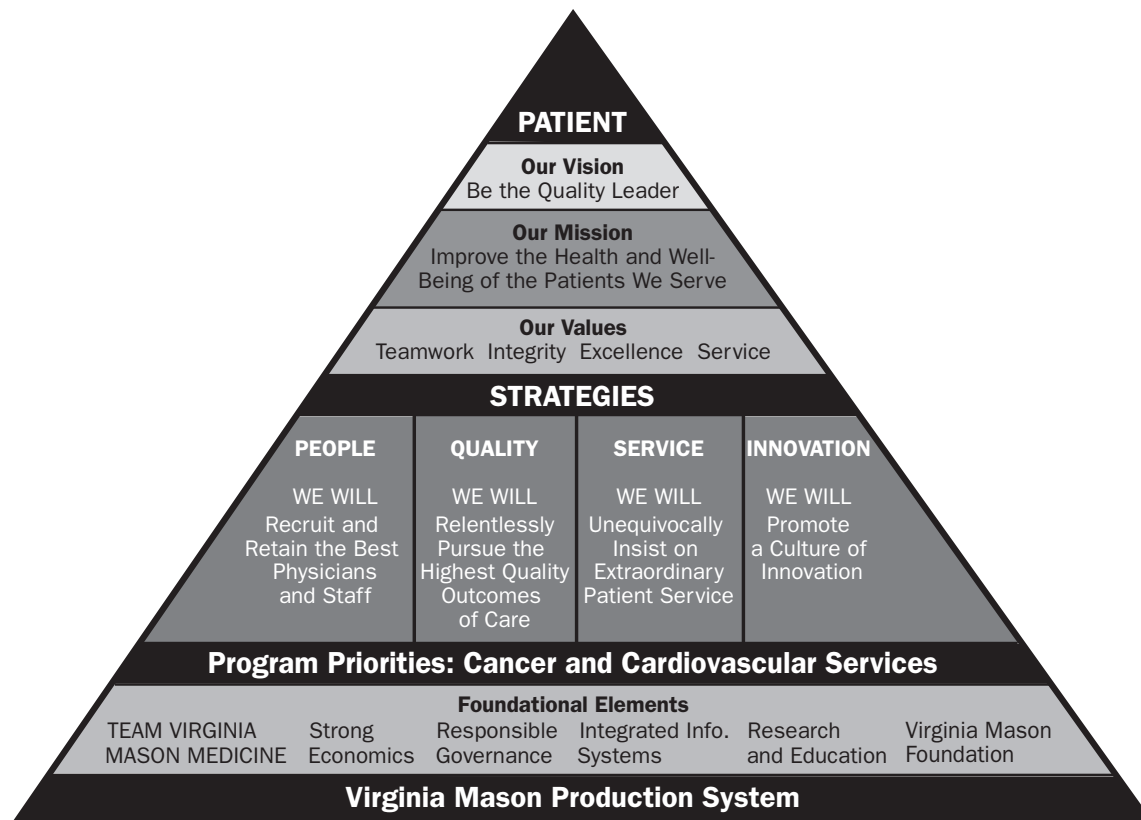 PATIENT
Our Vision
Be the Quality Leader
Our Mission
Improve the Health and Well-
Being of the Patients We Serve
Our Values
Teamwork Integrity Excellence Service
STRATEGIES
PEOPLE
WE WILL
Recruit and
Retain the Best
Physicians
and Staff
QUALITY
WE WILL
Relentlessly
Pursue the
Highest Quality
Outcomes
of Care
SERVICE
WE WILL
Unequivocally
Insist on
Extraordinary
Patient Service
INNOVATION
WE WILL
Promote
a Culture of
Innovation
Program Priorities: Cancer and Cardiovascular Services
Foundational Elements
TEAM VIRGINIA
MASON MEDICINE
Strong
Economics
Responsible
Governance
Integrated Info.
Systems
Research
and Education
Virginia Mason
Foundation
Virginia Mason Production System